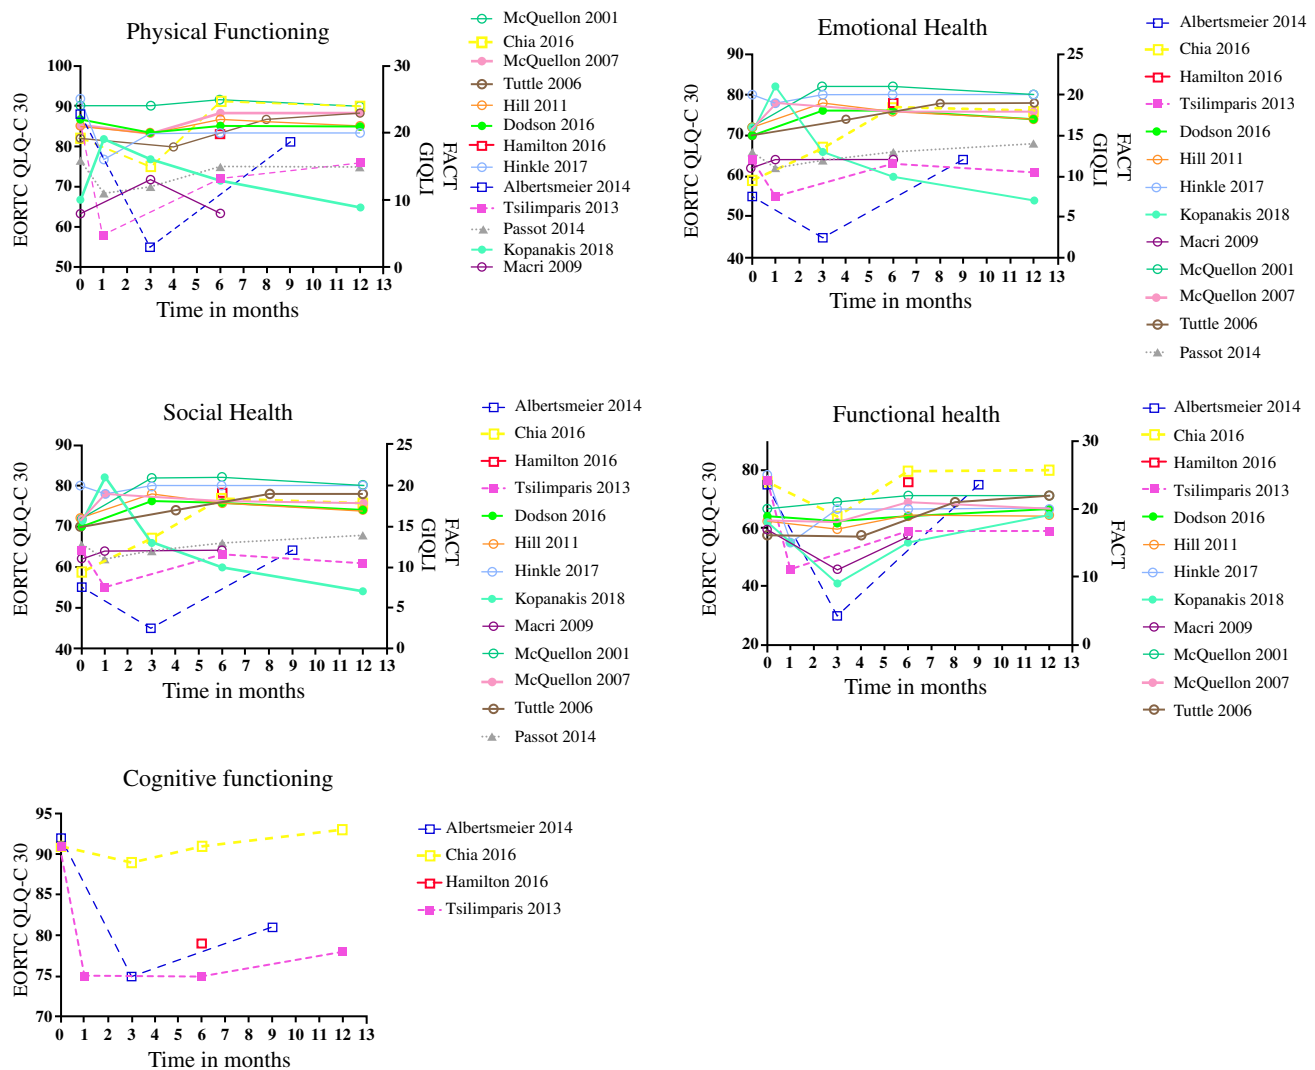 Physical Functioning
EORTC QLQ-C 30
100
90
80
70
60
50
30
20
10
0
FACT
GIQLI
0 1 2 3 4 5 6 7 8 9 10 11 12 13
Time in months
McQuellon 2001
Chia 2016
McQuellon 2007
Tuttle 2006
Hill 2011
Dodson 2016
Hamilton 2016
Hinkle 2017
Albertsmeier 2014
Tsilimparis 2013
Passot 2014
Kopanakis 2018
Macri 2009
Emotional Health
EORTC QLQ-C 30
90
80
70
60
50
40
25
20
15
10
5
0
FACT
GIQLI
0 1 2 3 4 5 6 7 8 9 10 11 12 13
Time in months
Albertsmeier 2014
Chia 2016
Hamilton 2016
Tsilimparis 2013
Dodson 2016
Hill 2011
Hinkle 2017
Kopanakis 2018
Macri 2009
McQuellon 2001
McQuellon 2007
Tuttle 2006
Passot 2014
Social Health
EORTC QLQ-C 30
90
80
70
60
50
40
25
20
15
10
5
0
FACT
GIQLI
0 1 2 3 4 5 6 7 8 9 10 11 12 13
Time in months
Albertsmeier 2014
Chia 2016
Hamilton 2016
Tsilimparis 2013
Dodson 2016
Hill 2011
Hinkle 2017
Kopanakis 2018
Macri 2009
McQuellon 2001
McQuellon 2007
Tuttle 2006
Passot 2014
Functional health
EORTC QLQ-C 30
80
60
40
20
30
20
10
0
FACT
0 1 2 3 4 5 6 7 8 9 10 11 12 13
Time in months
Albertsmeier 2014
Chia 2016
Hamilton 2016
Tsilimparis 2013
Dodson 2016
Hill 2011
Hinkle 2017
Kopanakis 2018
Macri 2009
McQuellon 2001
McQuellon 2007
Tuttle 2006
Cognitive functioning
EORTC QLQ-C 30
95
90
85
80
75
70
0 1 2 3 4 5 6 7 8 9 10 11 12 13
Time in months
Albertsmeier 2014
Chia 2016
Hamilton 2016
Tsilimparis 2013